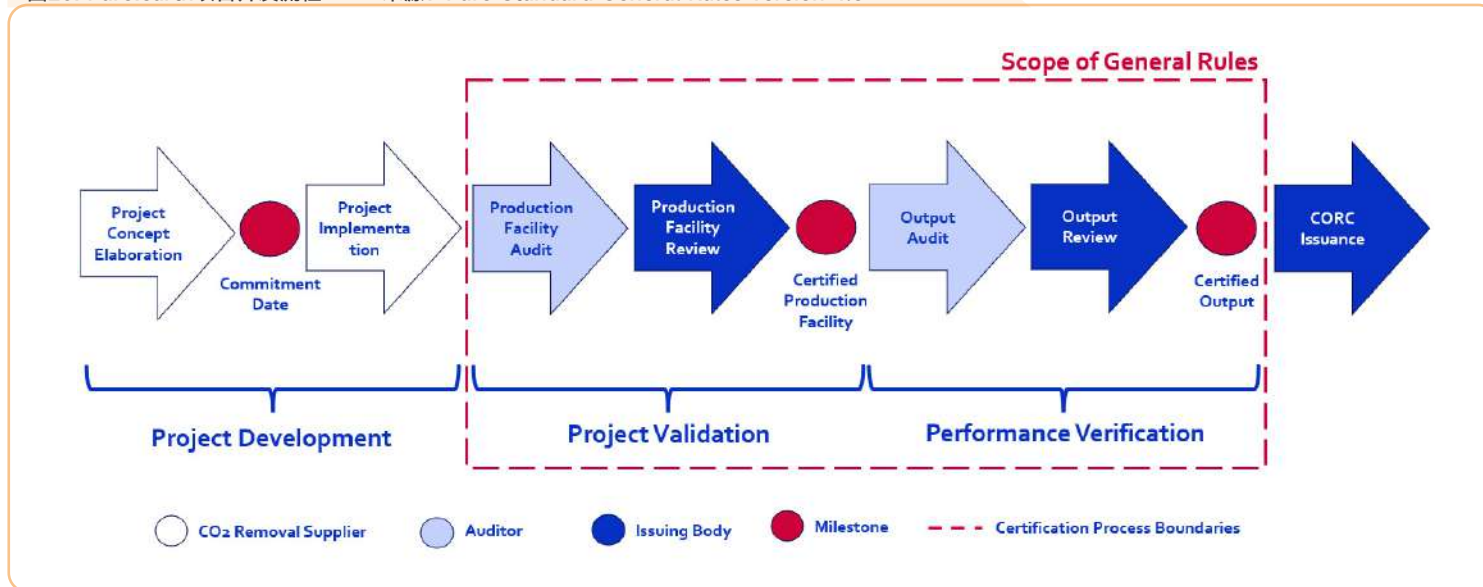 Scope of General Rules
Project
Concept
Elaboration
Commitment
Date
Project
Implementa
tion
Production
Facility
Audit
Production
Facility
Review
Certified
Production
Facility
Output
Audit
Output
Review
Certified
Output
CORC
Issuance
Project Development
Project Validation
Performance Verification
CO2 Removal Supplier
Auditor
Issuing Body
Milestone
Certification Process Boundaries